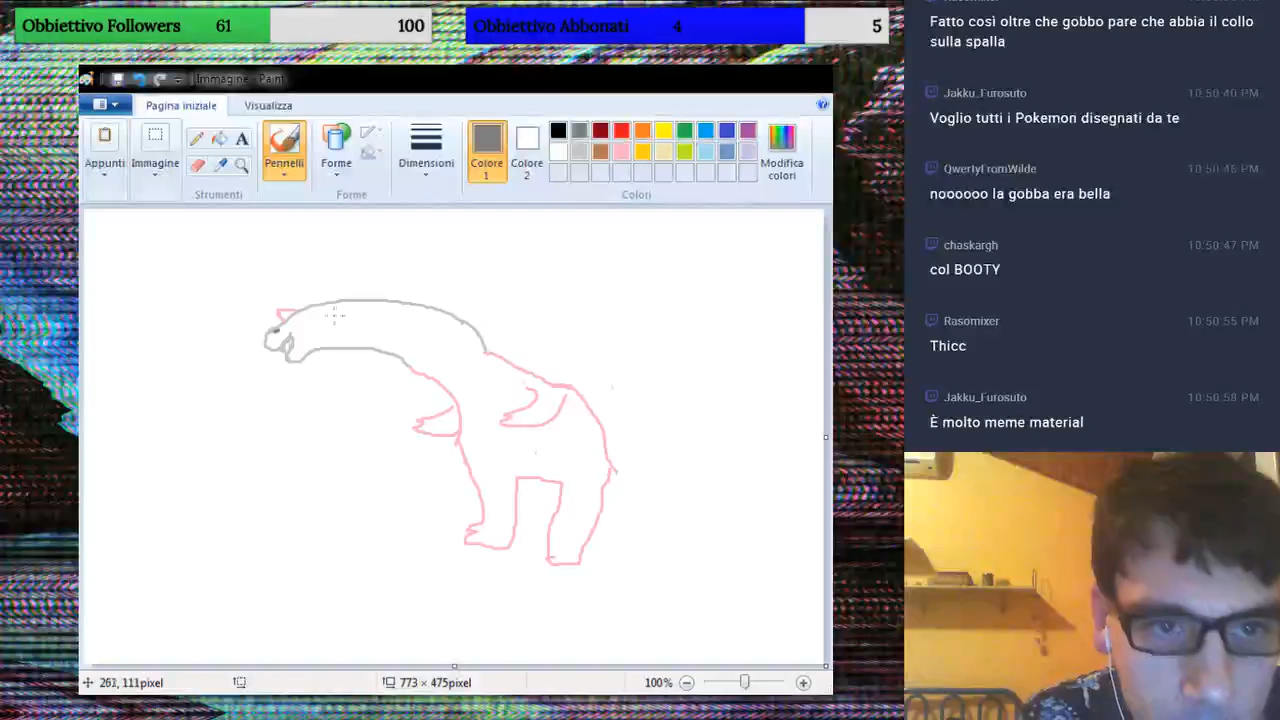 Obbiettivo Followers 61 100
Obbiettivo Abbonati 4 5
Immagine - Paint
Pagina iniziale Visualizza
Appunti
Immagine
Strumenti
Pennelli
Forme
Forme
Dimensioni
Colore 1
Colore 2
Modifica colori
Colori
261, 111pixel
773 × 475pixel
100%
Fatto così oltre che gobbo pare che abbia il collo
sulla spalla
Jakku_Furosuto 10:50:40 PM
Voglio tutti i Pokemon disegnati da te
QwertyFromWilde 10:50:46 PM
noooooo la gobba era bella
chaskargh 10:50:47 PM
col BOOTY
Rasomixer 10:50:55 PM
Thicc
Jakku_Furosuto 10:50:58 PM
È molto meme material